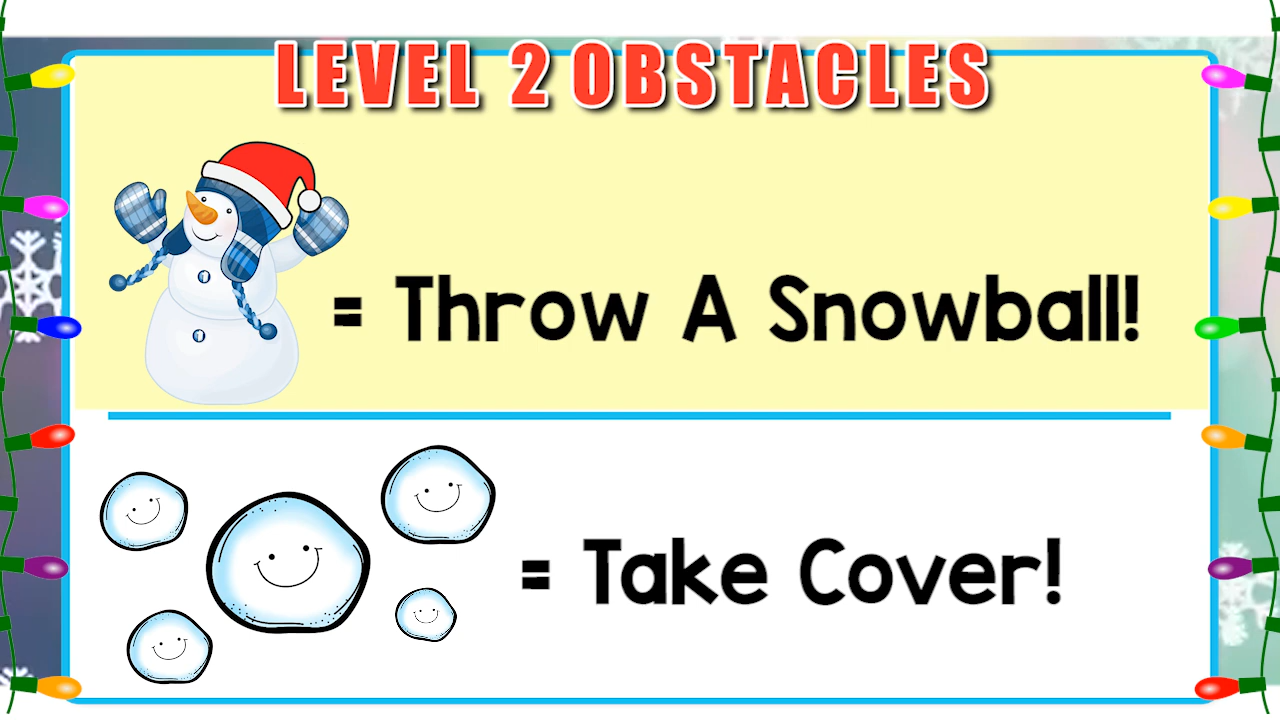 LEVEL 2 OBSTACLES
= Throw A Snowball!
= Take Cover!